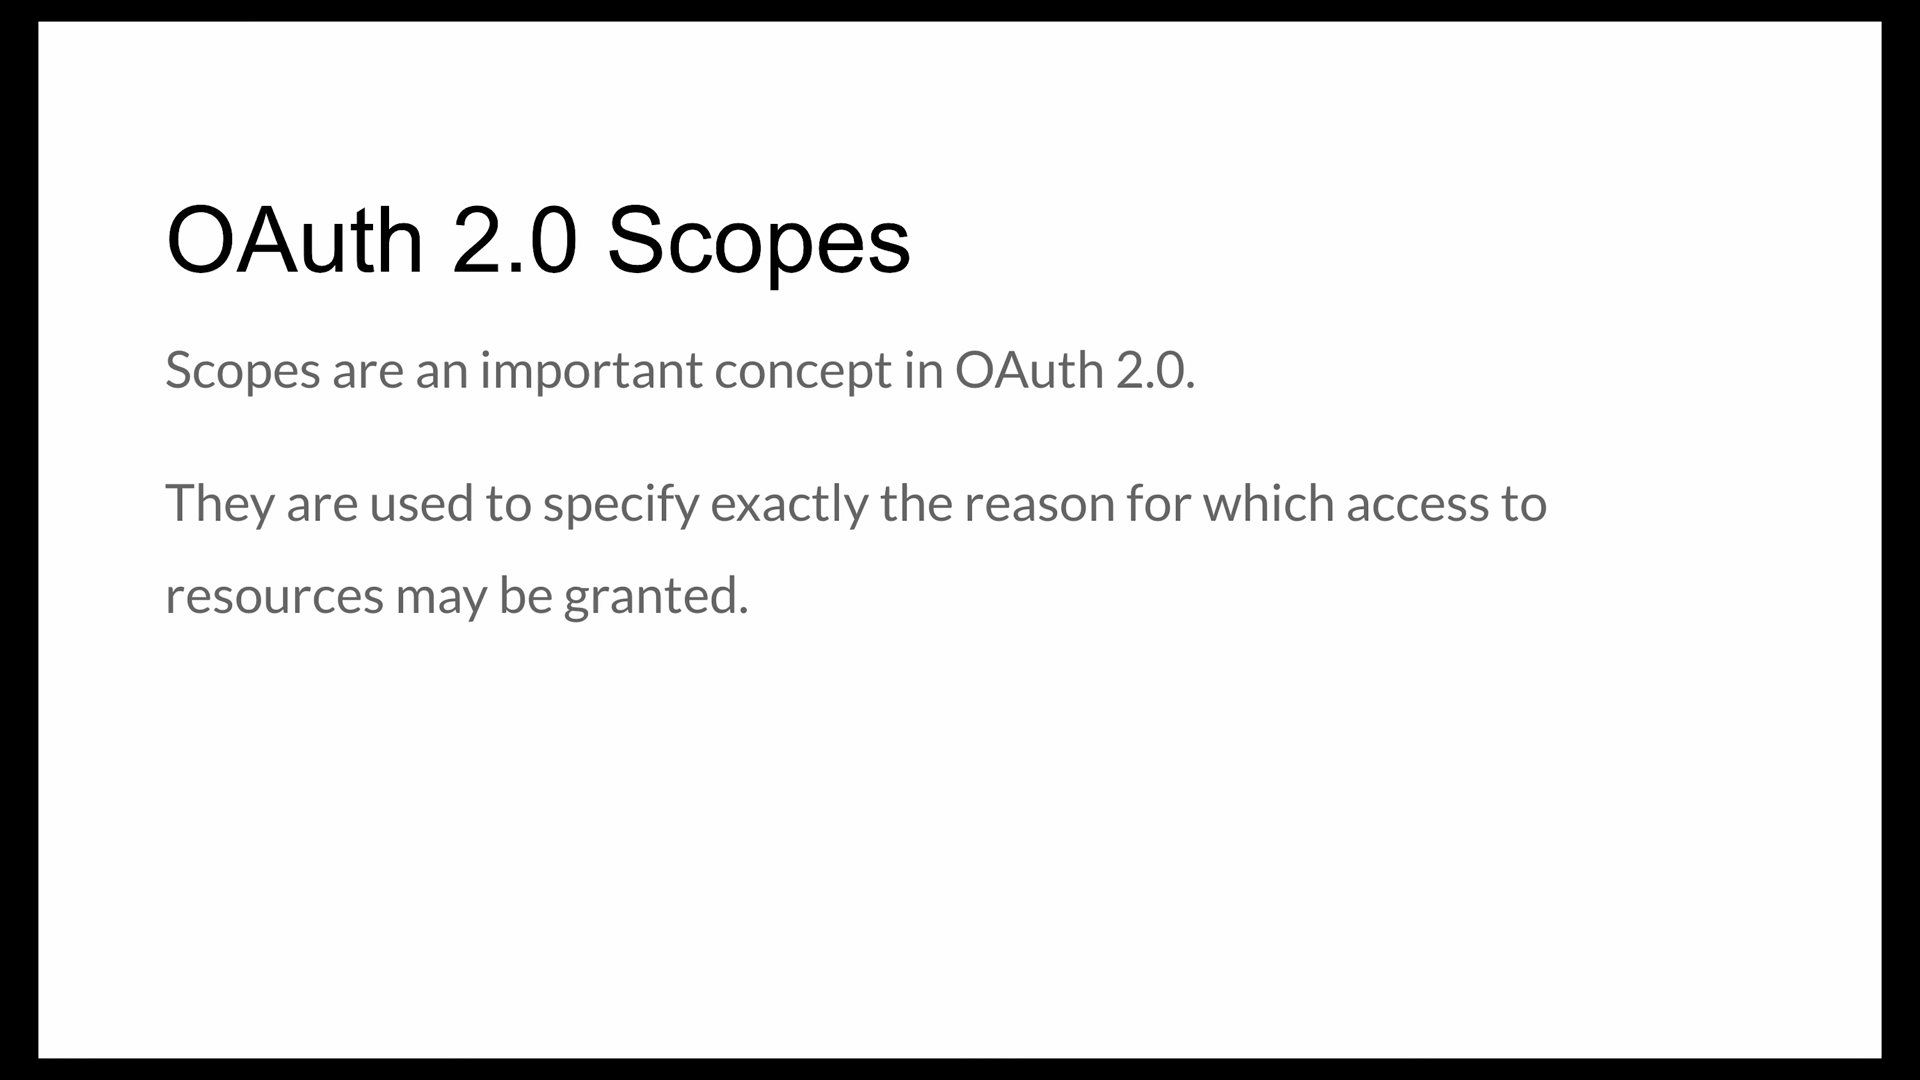 OAuth 2.0 Scopes
Scopes are an important concept in OAuth 2.0.
They are used to specify exactly the reason for which access to
resources may be granted.